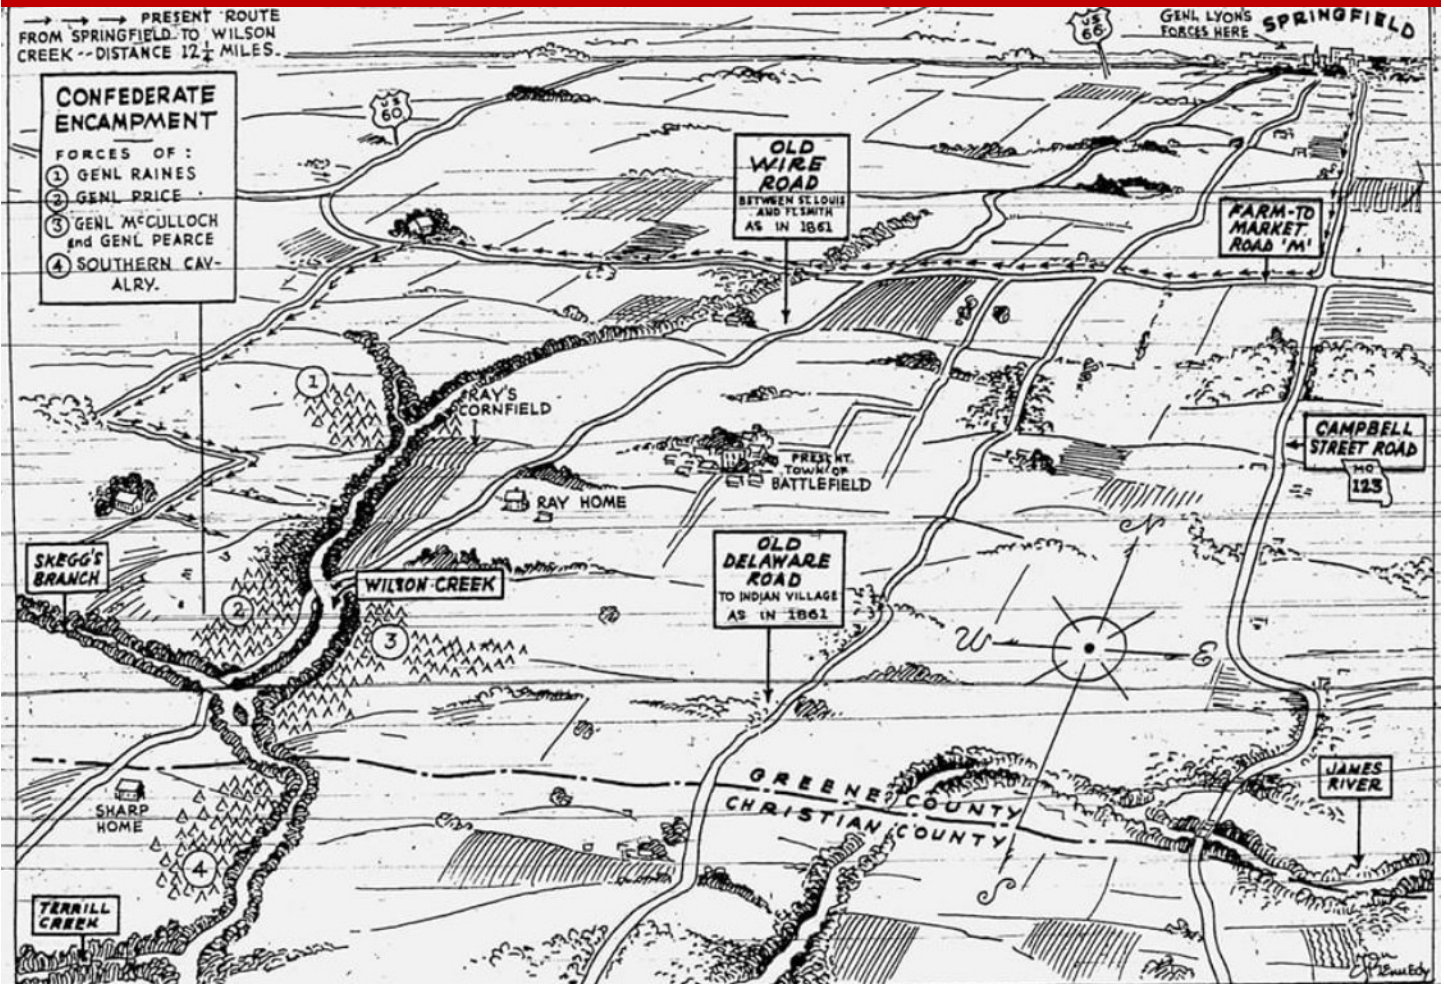 → → → PRESENT ROUTE
FROM SPRINGFIELD TO WILSON
CREEK--DISTANCE 12¼ MILES.
US
66
GENL LYON'S
FORCES HERE
SPRINGFIELD
CONFEDERATE
ENCAMPMENT
FORCES OF:
1 GENL RAINES
2 GENL PRICE
3 GENL McCULLOCH
and GENL PEARCE
4 SOUTHERN CAV-
ALRY.
US
60
OLD
WIRE
ROAD
BETWEEN ST. LOUIS
AND FT. SMITH
AS IN 1861
FARM-TO
MARKET
ROAD 'M'
1
RAY'S
CORNFIELD
CAMPBELL
STREET ROAD
MO
123
PRESENT
TOWN OF
BATTLEFIELD
RAY HOME
SKEGG'S
BRANCH
WILSON CREEK
OLD
DELAWARE
ROAD
TO INDIAN VILLAGE
AS IN 1861
N
W
E
S
2
3
GREENE COUNTY
CHRISTIAN COUNTY
JAMES
RIVER
SHARP
HOME
4
TERRILL
CREEK